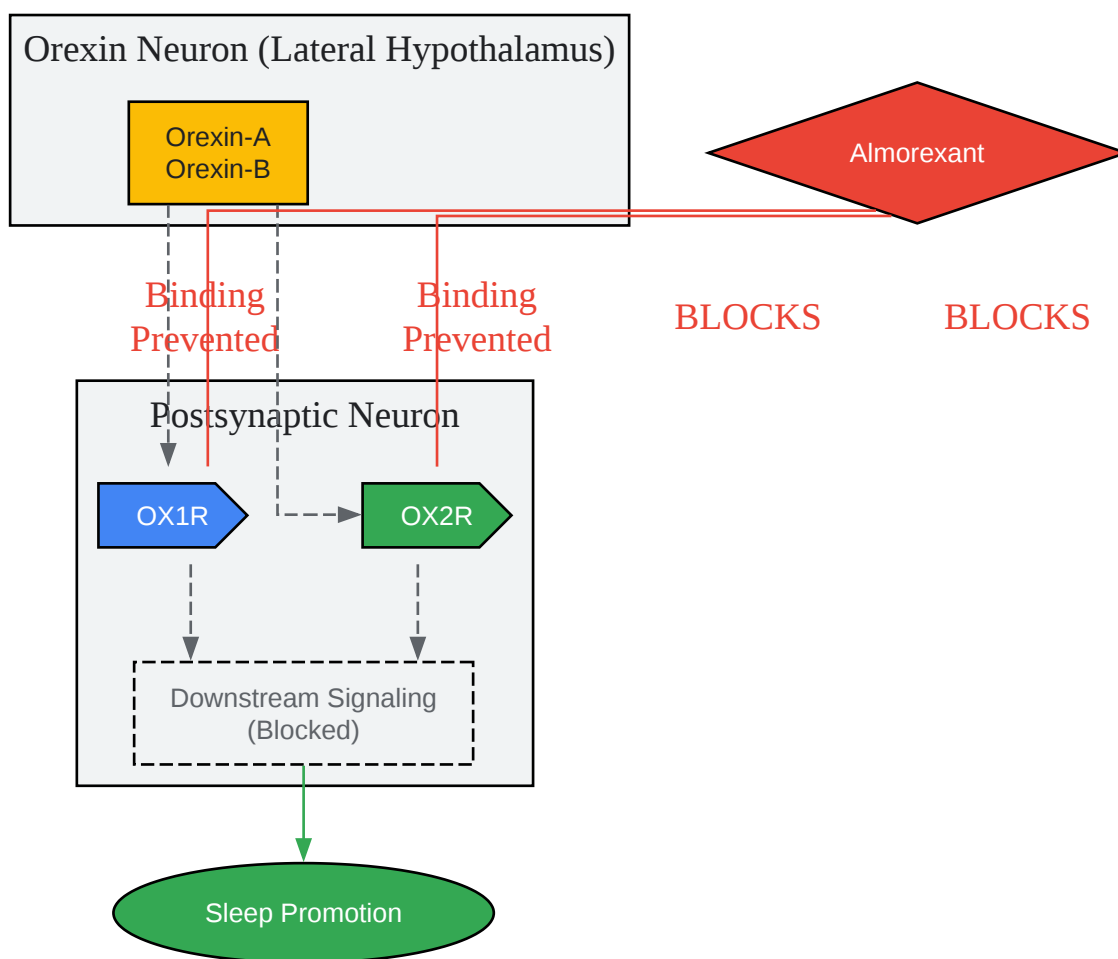 Orexin Neuron (Lateral Hypothalamus)
Orexin-A
Orexin-B
Almorexant
Binding
Prevented
Binding
Prevented
BLOCKS
BLOCKS
Postsynaptic Neuron
OX1R
OX2R
Downstream Signaling
(Blocked)
Sleep Promotion